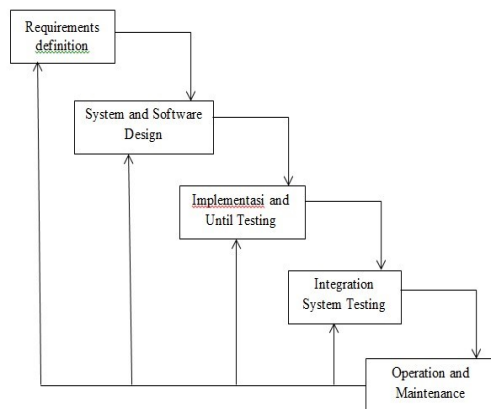 Requirements
definition
System and Software
Design
Implementasi and
Until Testing
Integration
System Testing
Operation and
Maintenance